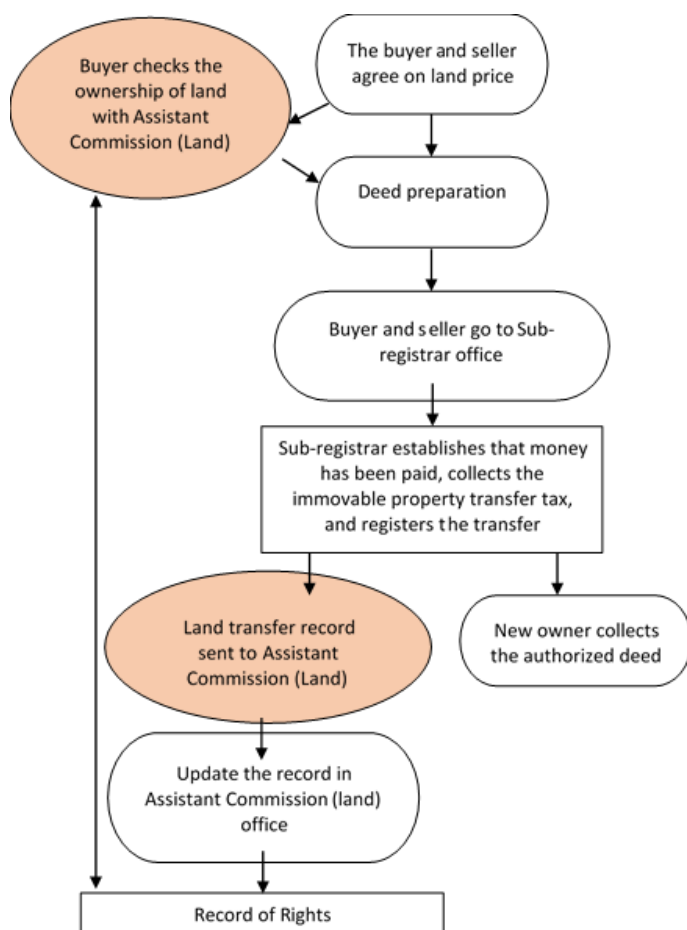 The buyer and seller
agree on land price
Buyer checks the
ownership of land
with Assistant
Commission (Land)
Deed preparation
Buyer and seller go to Sub-
registrar office
Sub-registrar establishes that money
has been paid, collects the
immovable property transfer tax,
and registers the transfer
Land transfer record
sent to Assistant
Commission (Land)
New owner collects
the authorized deed
Update the record in
Assistant Commission (land)
office
Record of Rights